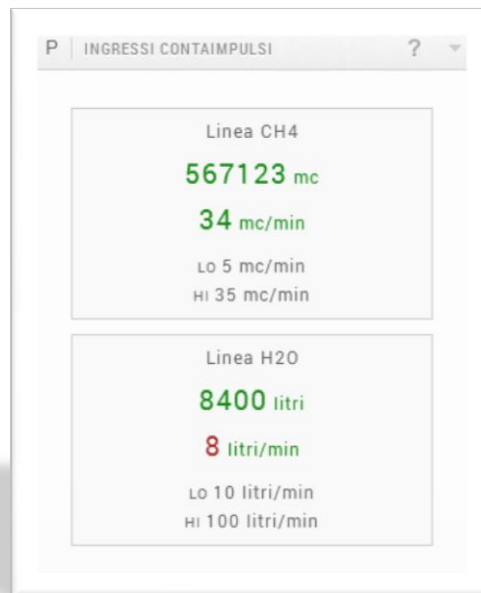 P INGRESSI CONTAIMPULSI ?
Linea CH4
567123 mc
34 mc/min
LO 5 mc/min
HI 35 mc/min
Linea H2O
8400 litri
8 litri/min
LO 10 litri/min
HI 100 litri/min